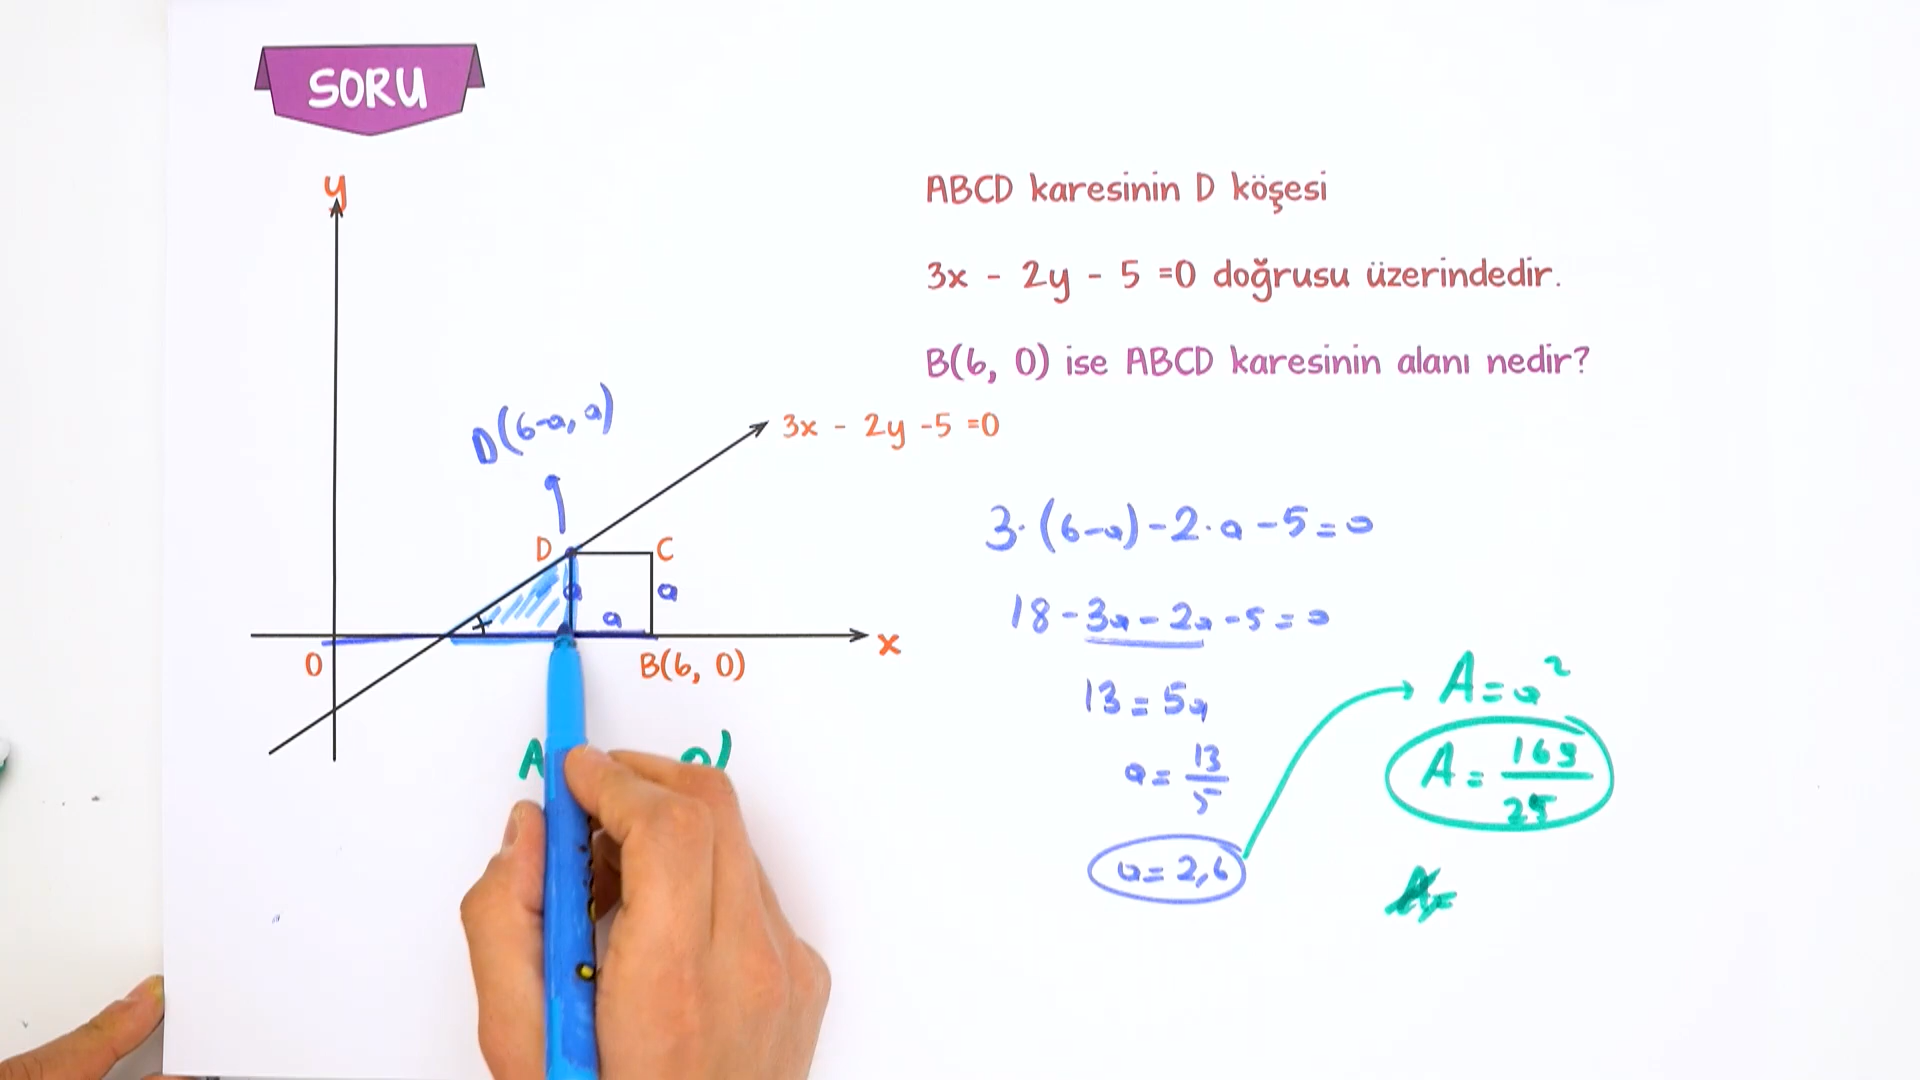 SORU
y
ABCD karesinin D köşesi
3x - 2y - 5 =0 doğrusu üzerindedir.
B(6, 0) ise ABCD karesinin alanı nedir?
D(6-a, a)
3x - 2y -5 =0
D
C
a
a
a
0
B(6, 0)
x
3·(6-a)-2·a-5=0
18-3a-2a-5=0
13=5a
a=13/5
a=2,6
A=a²
A=169/25
A
a)